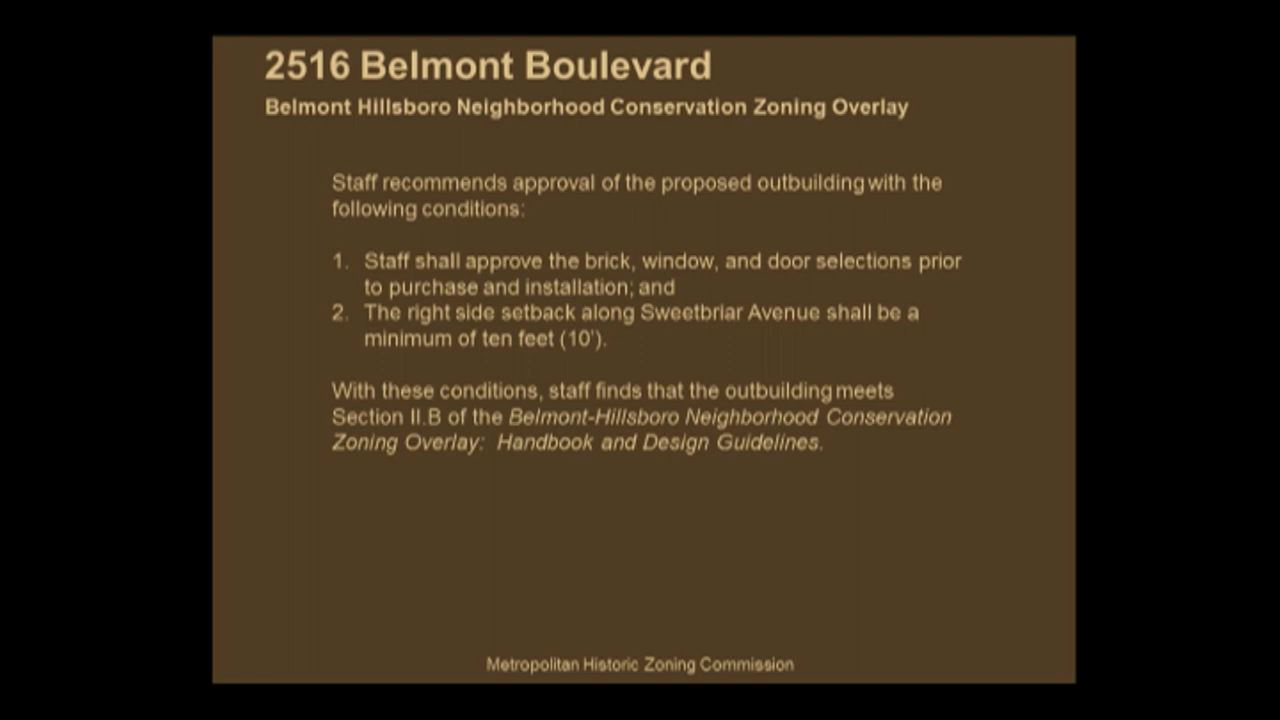 2516 Belmont Boulevard
Belmont Hillsboro Neighborhood Conservation Zoning Overlay
Staff recommends approval of the proposed outbuilding with the
following conditions:
1. Staff shall approve the brick, window, and door selections prior
to purchase and installation; and
2. The right side setback along Sweetbriar Avenue shall be a
minimum of ten feet (10').
With these conditions, staff finds that the outbuilding meets
Section II.B of the Belmont-Hillsboro Neighborhood Conservation
Zoning Overlay: Handbook and Design Guidelines.
Metropolitan Historic Zoning Commission